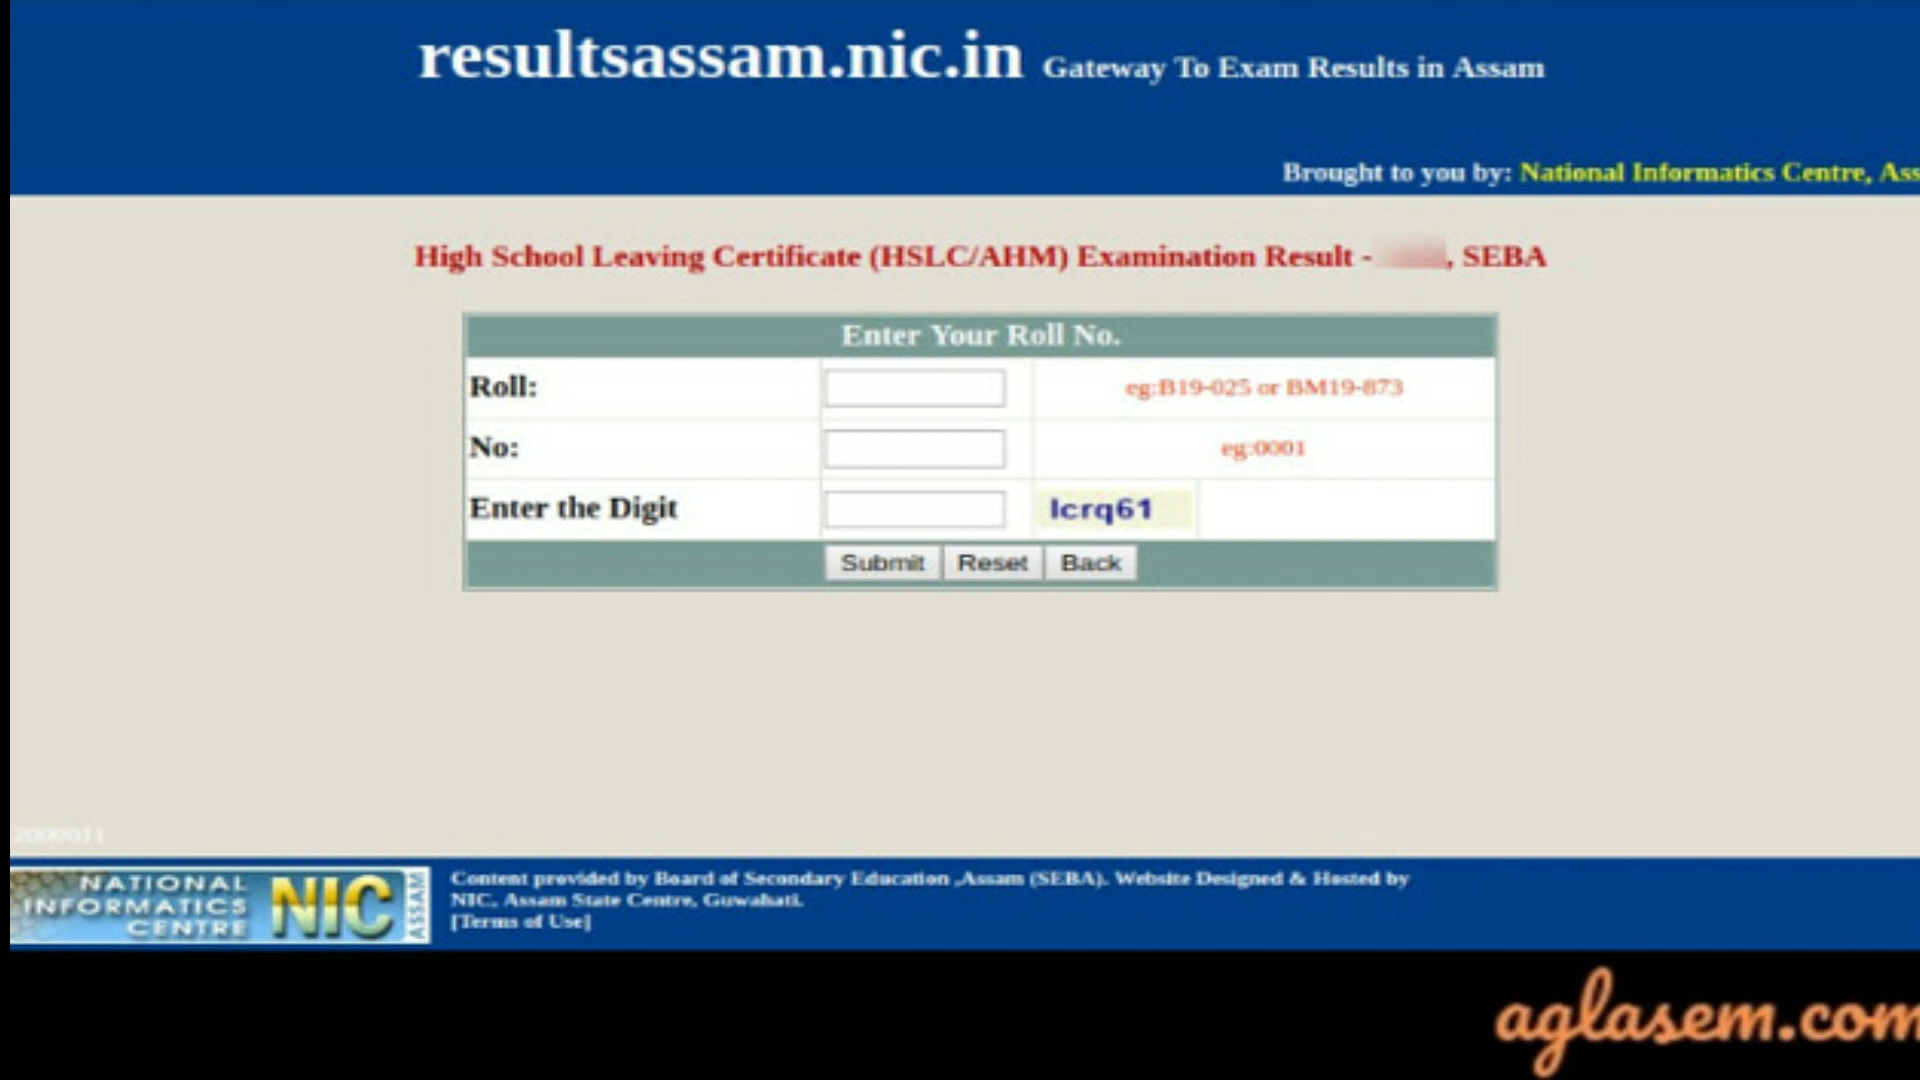 resultsassam.nic.in Gateway To Exam Results in Assam
Brought to you by: National Informatics Centre, Ass
High School Leaving Certificate (HSLC/AHM) Examination Result - , SEBA
Enter Your Roll No.
Roll: eg:B19-025 or BM19-873
No: eg:0001
Enter the Digit lcrq61
Submit Reset Back
NATIONAL
INFORMATICS
CENTRE
NIC
ASSAM
Content provided by Board of Secondary Education ,Assam (SEBA). Website Designed & Hosted by
NIC, Assam State Centre, Guwahati.
[Terms of Use]
aglasem.com